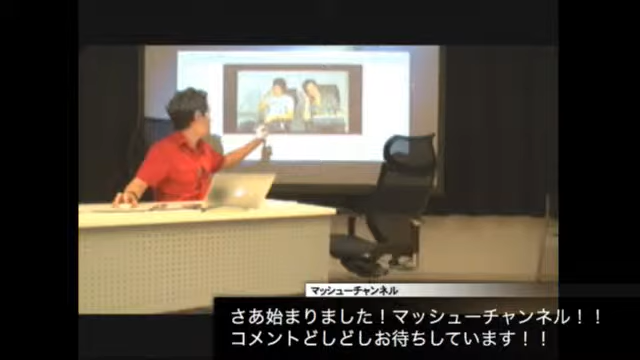 マッシューチャンネル
さあ始まりました！マッシューチャンネル！！
コメントどしどしお待ちしています！！